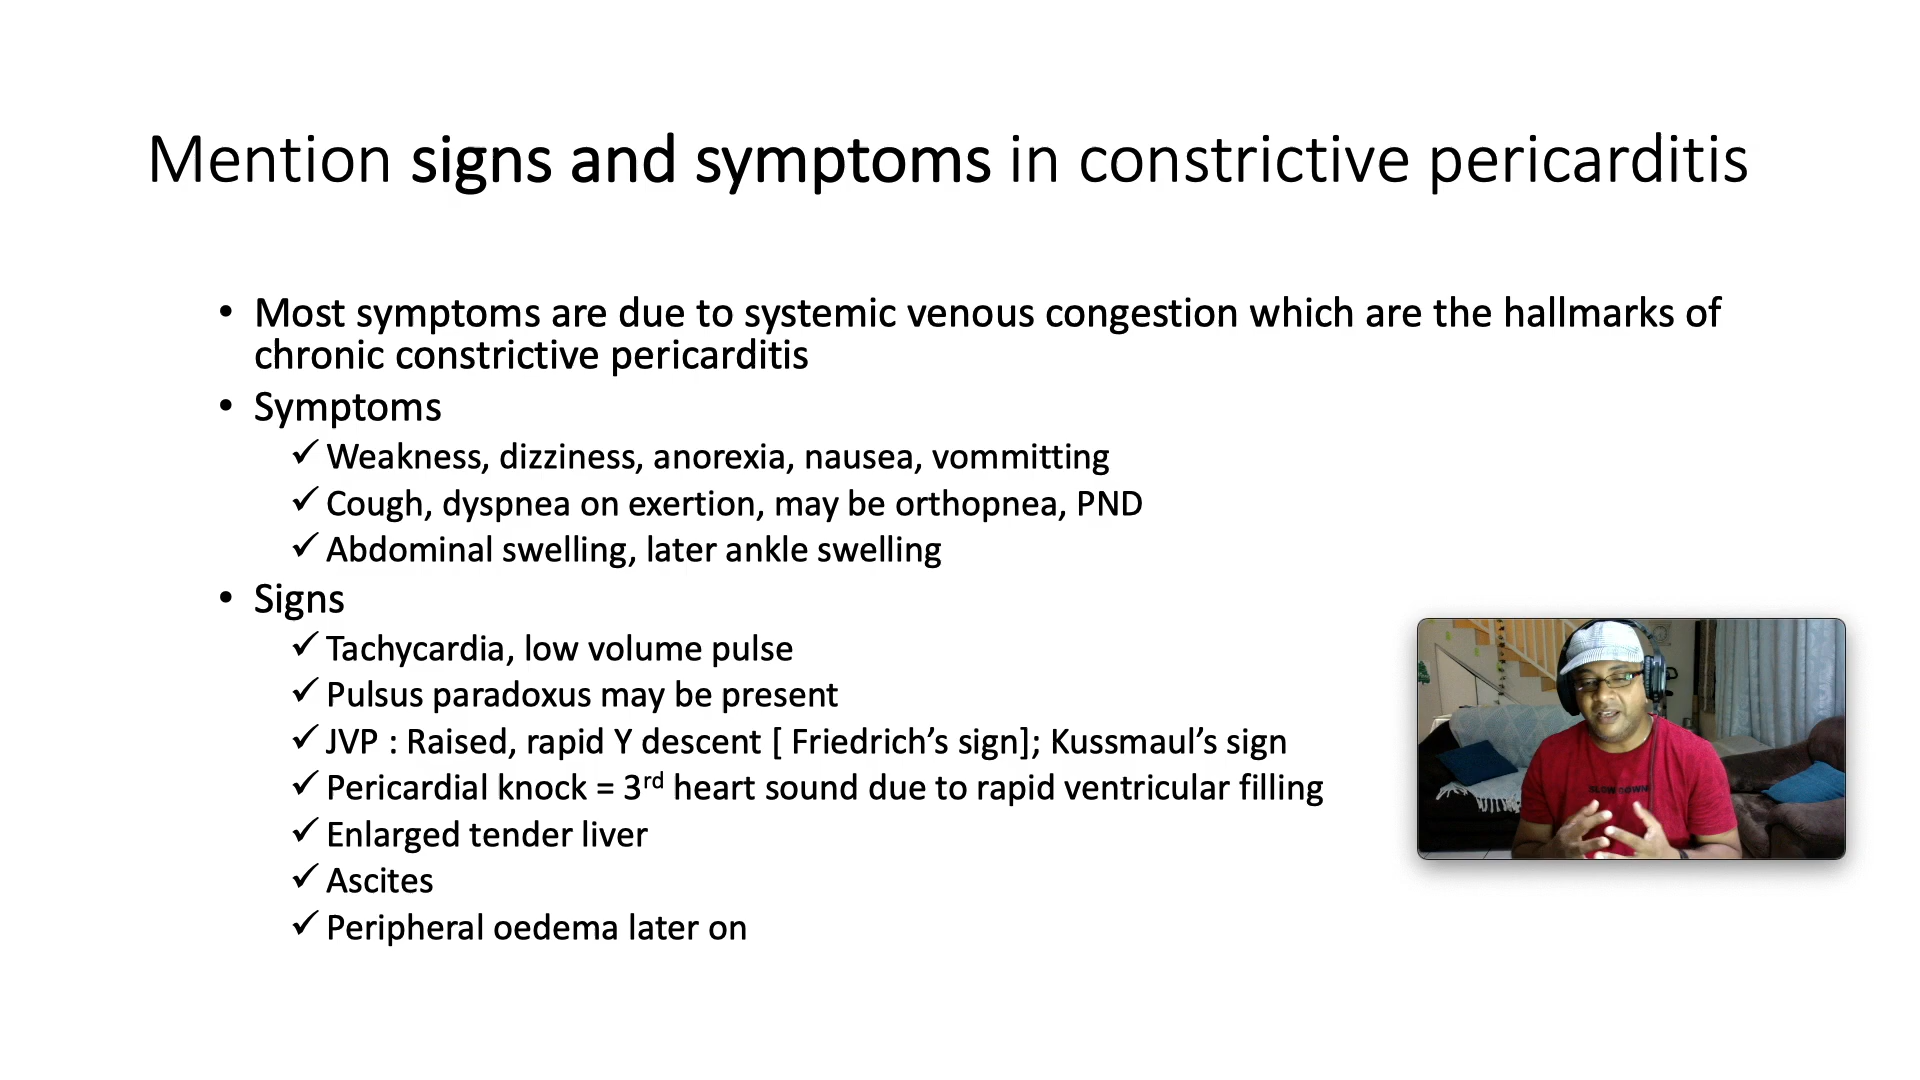 Mention signs and symptoms in constrictive pericarditis
• Most symptoms are due to systemic venous congestion which are the hallmarks of
chronic constrictive pericarditis
• Symptoms
✓ Weakness, dizziness, anorexia, nausea, vommitting
✓ Cough, dyspnea on exertion, may be orthopnea, PND
✓ Abdominal swelling, later ankle swelling
• Signs
✓ Tachycardia, low volume pulse
✓ Pulsus paradoxus may be present
✓ JVP : Raised, rapid Y descent [ Friedrich’s sign]; Kussmaul’s sign
✓ Pericardial knock = 3rd heart sound due to rapid ventricular filling
✓ Enlarged tender liver
✓ Ascites
✓ Peripheral oedema later on
SLOW DOWN